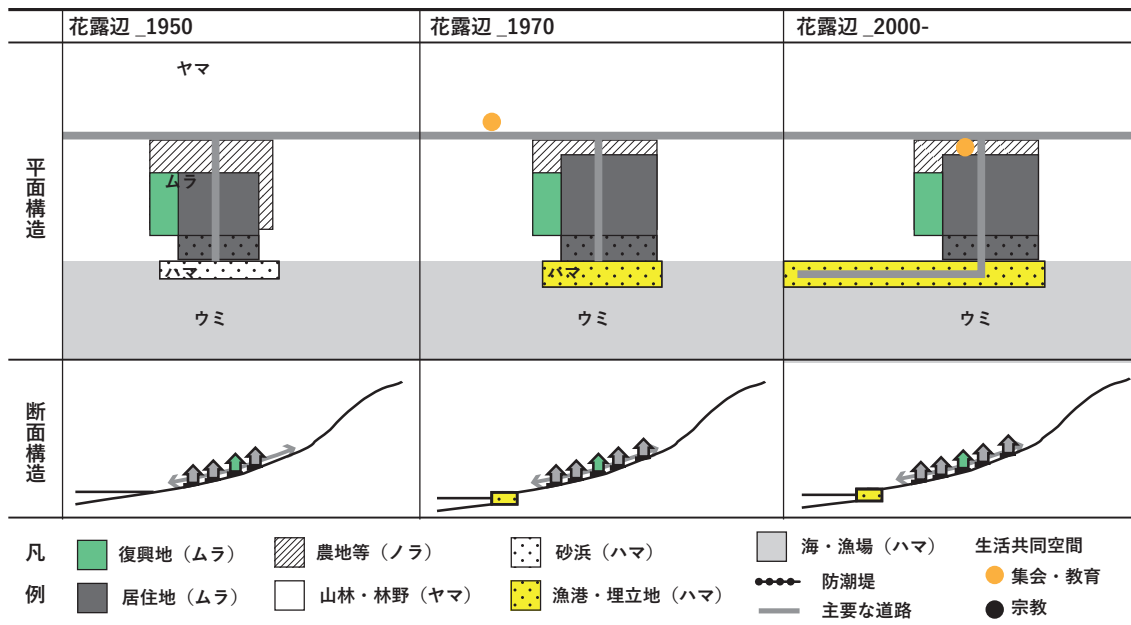 花露辺 _1950
花露辺 _1970
花露辺 _2000-
平面構造
ヤマ
ムラ
ハマ
ウミ
ハマ
ウミ
ウミ
断面構造
凡例
復興地（ムラ）
農地等（ノラ）
砂浜（ハマ）
海・漁場（ハマ）
生活共同空間
防潮堤
集会・教育
居住地（ムラ）
山林・林野（ヤマ）
漁港・埋立地（ハマ）
主要な道路
宗教